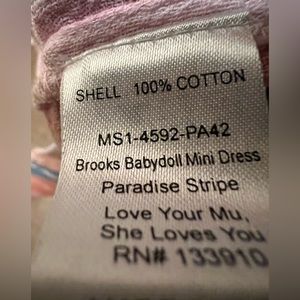 SHELL 100% COTTON
MS1-4592-PA42
Brooks Babydoll Mini Dress
Paradise Stripe
Love Your Mu,
She Loves You
RN# 133910